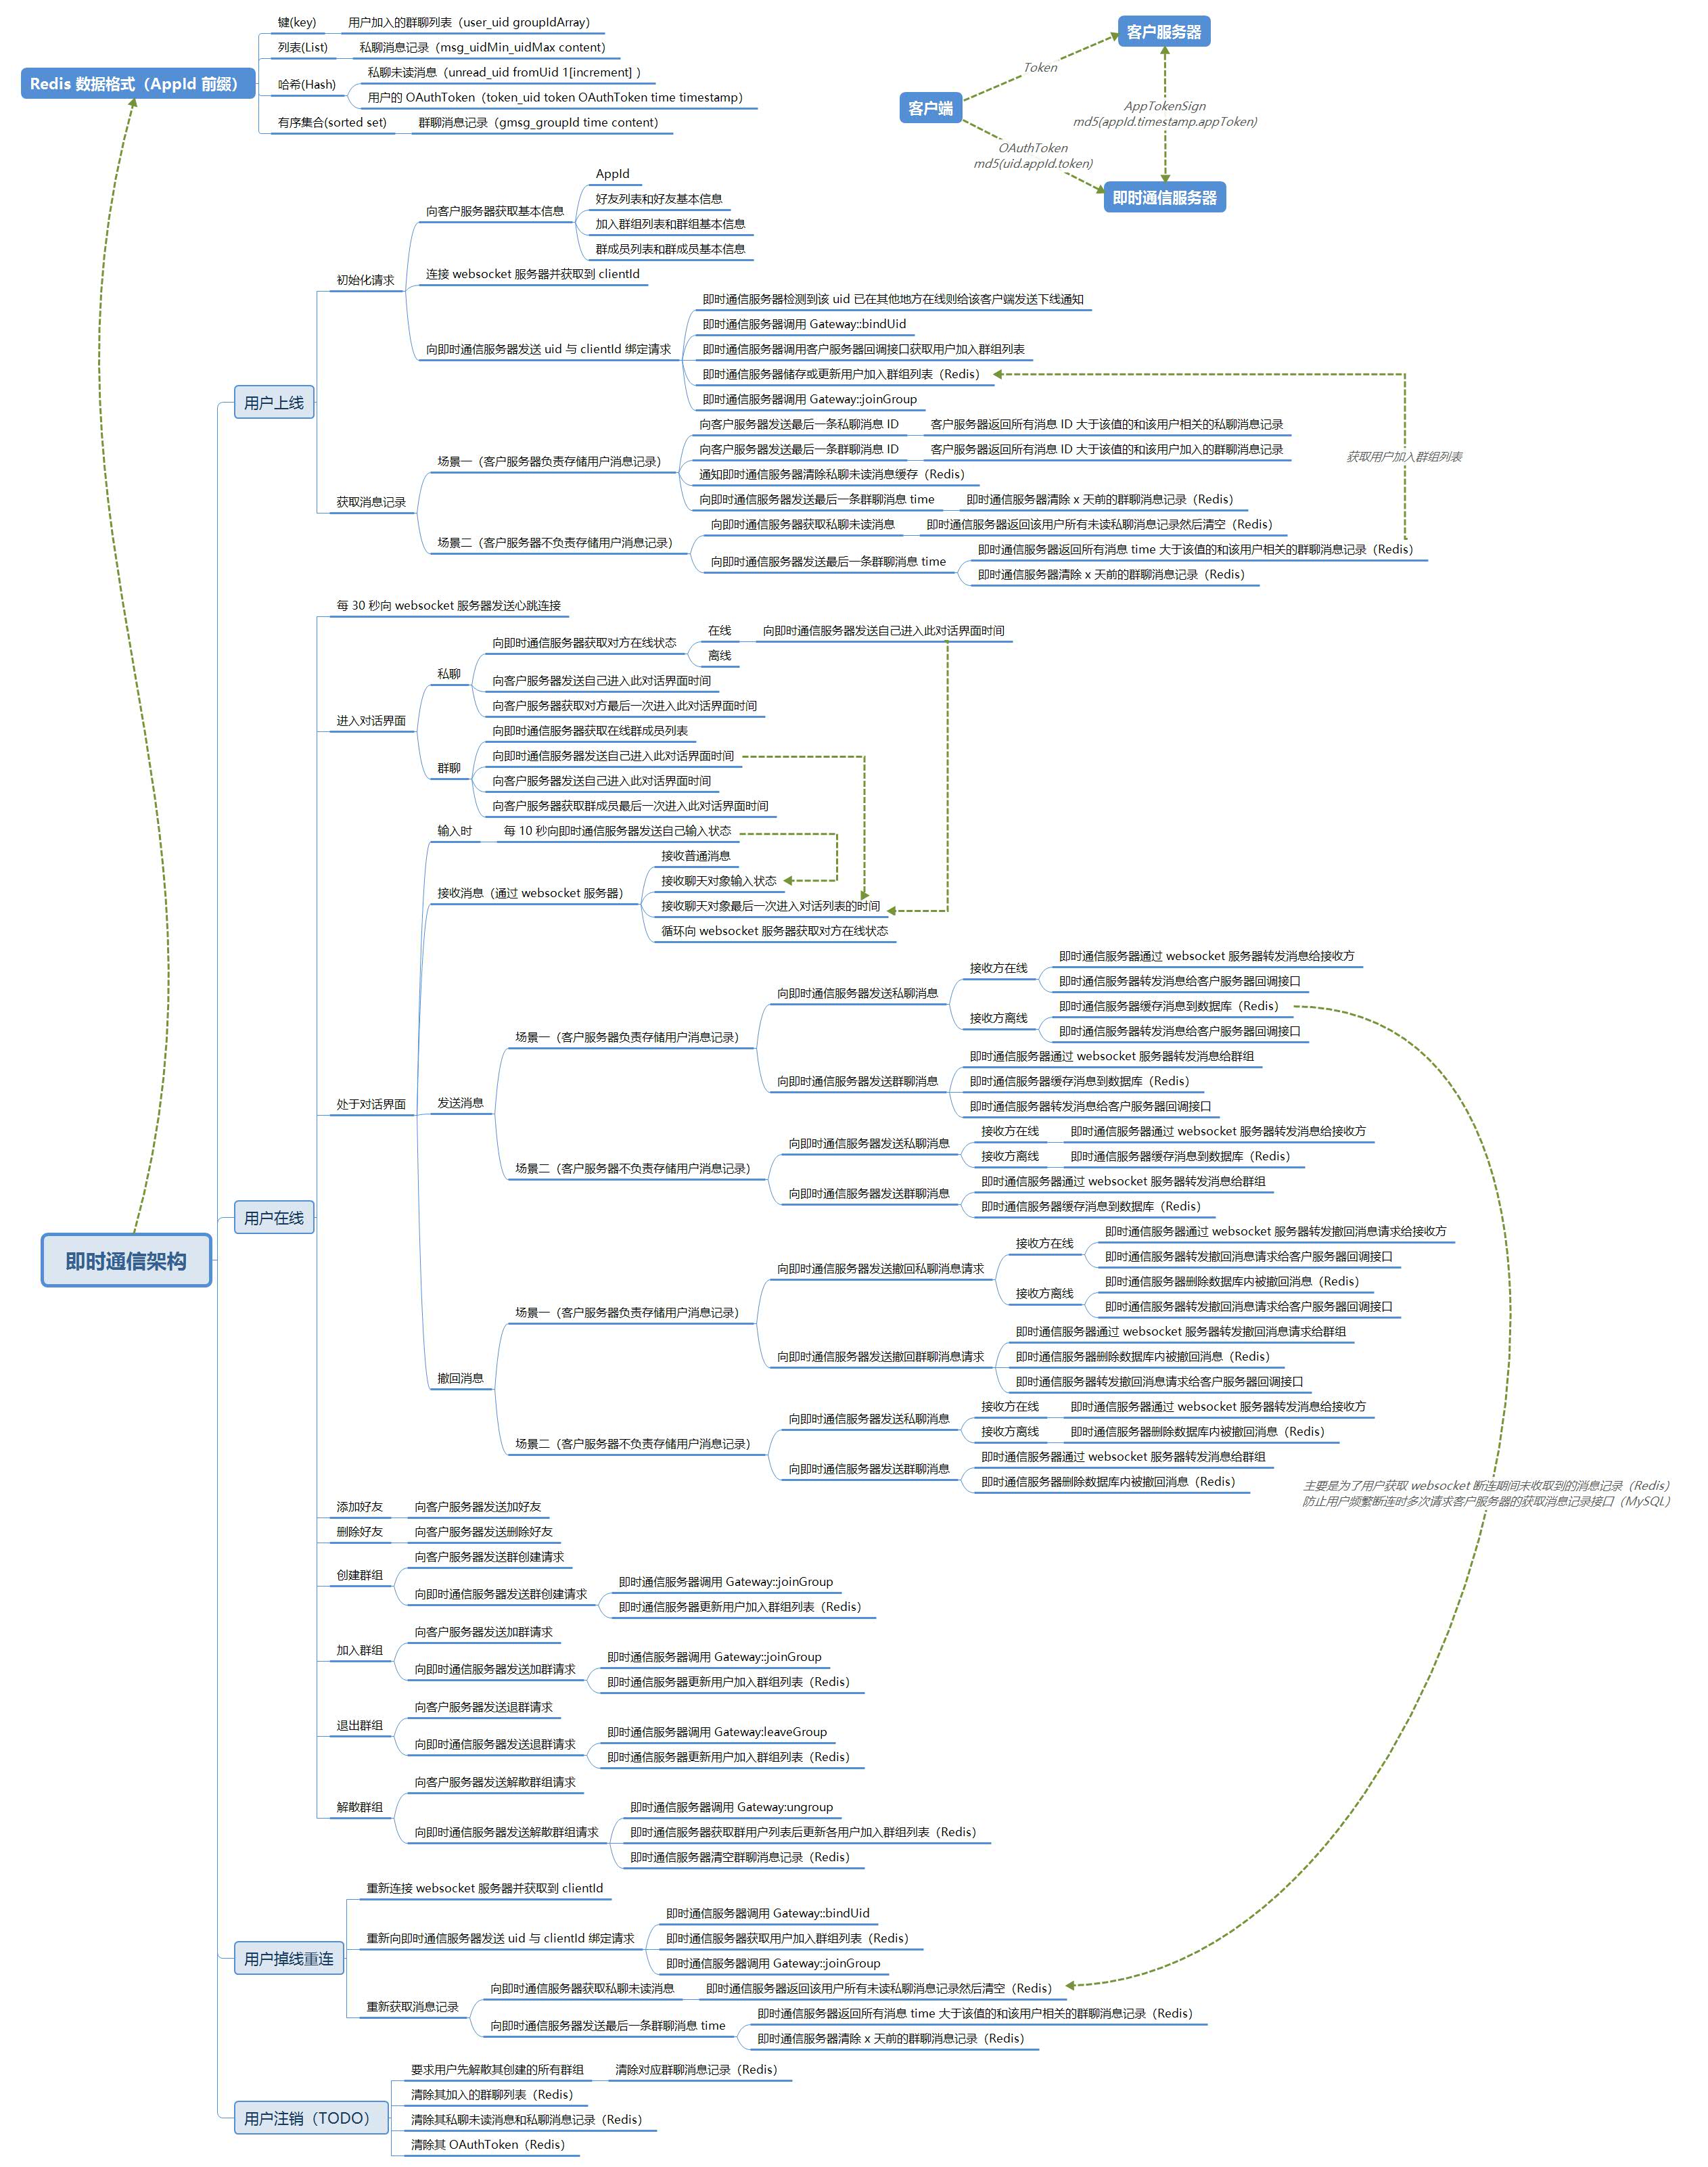 Redis 数据格式（AppId 前缀）
键(key)
用户加入的群聊列表（user_uid groupIdArray）
列表(List)
私聊消息记录（msg_uidMin_uidMax content）
哈希(Hash)
私聊未读消息（unread_uid fromUid 1[increment] ）
用户的 OAuthToken（token_uid token OAuthToken time timestamp）
有序集合(sorted set)
群聊消息记录（gmsg_groupId time content）
客户服务器
Token
客户端
AppTokenSign
md5(appId.timestamp.appToken)
OAuthToken
md5(uid.appId.token)
即时通信服务器
即时通信架构
用户上线
初始化请求
向客户服务器获取基本信息
AppId
好友列表和好友基本信息
加入群组列表和群组基本信息
群成员列表和群成员基本信息
连接 websocket 服务器并获取到 clientId
向即时通信服务器发送 uid 与 clientId 绑定请求
即时通信服务器检测到该 uid 已在其他地方在线则给该客户端发送下线通知
即时通信服务器调用 Gateway::bindUid
即时通信服务器调用客户服务器回调接口获取用户加入群组列表
即时通信服务器储存或更新用户加入群组列表（Redis）
即时通信服务器调用 Gateway::joinGroup
获取用户加入群组列表
获取消息记录
场景一（客户服务器负责存储用户消息记录）
向客户服务器发送最后一条私聊消息 ID
客户服务器返回所有消息 ID 大于该值的和该用户相关的私聊消息记录
向客户服务器发送最后一条群聊消息 ID
客户服务器返回所有消息 ID 大于该值的和该用户加入的群聊消息记录
通知即时通信服务器清除私聊未读消息缓存（Redis）
向即时通信服务器发送最后一条群聊消息 time
即时通信服务器清除 x 天前的群聊消息记录（Redis）
场景二（客户服务器不负责存储用户消息记录）
向即时通信服务器获取私聊未读消息
即时通信服务器返回该用户所有未读私聊消息记录然后清空（Redis）
向即时通信服务器发送最后一条群聊消息 time
即时通信服务器返回所有消息 time 大于该值的和该用户相关的群聊消息记录（Redis）
即时通信服务器清除 x 天前的群聊消息记录（Redis）
用户在线
每 30 秒向 websocket 服务器发送心跳连接
进入对话界面
私聊
向即时通信服务器获取对方在线状态
在线
向即时通信服务器发送自己进入此对话界面时间
离线
向客户服务器发送自己进入此对话界面时间
向客户服务器获取对方最后一次进入此对话界面时间
群聊
向即时通信服务器获取在线群成员列表
向即时通信服务器发送自己进入此对话界面时间
向客户服务器发送自己进入此对话界面时间
向客户服务器获取群成员最后一次进入此对话界面时间
处于对话界面
输入时
每 10 秒向即时通信服务器发送自己输入状态
接收消息（通过 websocket 服务器）
接收普通消息
接收聊天对象输入状态
接收聊天对象最后一次进入对话列表的时间
循环向 websocket 服务器获取对方在线状态
发送消息
场景一（客户服务器负责存储用户消息记录）
向即时通信服务器发送私聊消息
接收方在线
即时通信服务器通过 websocket 服务器转发消息给接收方
即时通信服务器转发消息给客户服务器回调接口
接收方离线
即时通信服务器缓存消息到数据库（Redis）
即时通信服务器转发消息给客户服务器回调接口
向即时通信服务器发送群聊消息
即时通信服务器通过 websocket 服务器转发消息给群组
即时通信服务器缓存消息到数据库（Redis）
即时通信服务器转发消息给客户服务器回调接口
场景二（客户服务器不负责存储用户消息记录）
向即时通信服务器发送私聊消息
接收方在线
即时通信服务器通过 websocket 服务器转发消息给接收方
接收方离线
即时通信服务器缓存消息到数据库（Redis）
向即时通信服务器发送群聊消息
即时通信服务器通过 websocket 服务器转发消息给群组
即时通信服务器缓存消息到数据库（Redis）
撤回消息
场景一（客户服务器负责存储用户消息记录）
向即时通信服务器发送撤回私聊消息请求
接收方在线
即时通信服务器通过 websocket 服务器转发撤回消息请求给接收方
即时通信服务器转发撤回消息请求给客户服务器回调接口
接收方离线
即时通信服务器删除数据库内被撤回消息（Redis）
即时通信服务器转发撤回消息请求给客户服务器回调接口
向即时通信服务器发送撤回群聊消息请求
即时通信服务器通过 websocket 服务器转发撤回消息请求给群组
即时通信服务器删除数据库内被撤回消息（Redis）
即时通信服务器转发撤回消息请求给客户服务器回调接口
场景二（客户服务器不负责存储用户消息记录）
向即时通信服务器发送私聊消息
接收方在线
即时通信服务器通过 websocket 服务器转发消息给接收方
接收方离线
即时通信服务器删除数据库内被撤回消息（Redis）
向即时通信服务器发送群聊消息
即时通信服务器通过 websocket 服务器转发消息给群组
即时通信服务器删除数据库内被撤回消息（Redis）
主要是为了用户获取 websocket 断连期间未收取到的消息记录（Redis）
防止用户频繁断连时多次请求客户服务器的获取消息记录接口（MySQL）
添加好友
向客户服务器发送加好友
删除好友
向客户服务器发送删除好友
创建群组
向客户服务器发送群创建请求
向即时通信服务器发送群创建请求
即时通信服务器调用 Gateway::joinGroup
即时通信服务器更新用户加入群组列表（Redis）
加入群组
向客户服务器发送加群请求
向即时通信服务器发送加群请求
即时通信服务器调用 Gateway::joinGroup
即时通信服务器更新用户加入群组列表（Redis）
退出群组
向客户服务器发送退群请求
向即时通信服务器发送退群请求
即时通信服务器调用 Gateway:leaveGroup
即时通信服务器更新用户加入群组列表（Redis）
解散群组
向客户服务器发送解散群组请求
向即时通信服务器发送解散群组请求
即时通信服务器调用 Gateway:ungroup
即时通信服务器获取群用户列表后更新各用户加入群组列表（Redis）
即时通信服务器清空群聊消息记录（Redis）
用户掉线重连
重新连接 websocket 服务器并获取到 clientId
重新向即时通信服务器发送 uid 与 clientId 绑定请求
即时通信服务器调用 Gateway::bindUid
即时通信服务器获取用户加入群组列表（Redis）
即时通信服务器调用 Gateway::joinGroup
重新获取消息记录
向即时通信服务器获取私聊未读消息
即时通信服务器返回该用户所有未读私聊消息记录然后清空（Redis）
向即时通信服务器发送最后一条群聊消息 time
即时通信服务器返回所有消息 time 大于该值的和该用户相关的群聊消息记录（Redis）
即时通信服务器清除 x 天前的群聊消息记录（Redis）
用户注销（TODO）
要求用户先解散其创建的所有群组
清除对应群聊消息记录（Redis）
清除其加入的群聊列表（Redis）
清除其私聊未读消息和私聊消息记录（Redis）
清除其 OAuthToken（Redis）